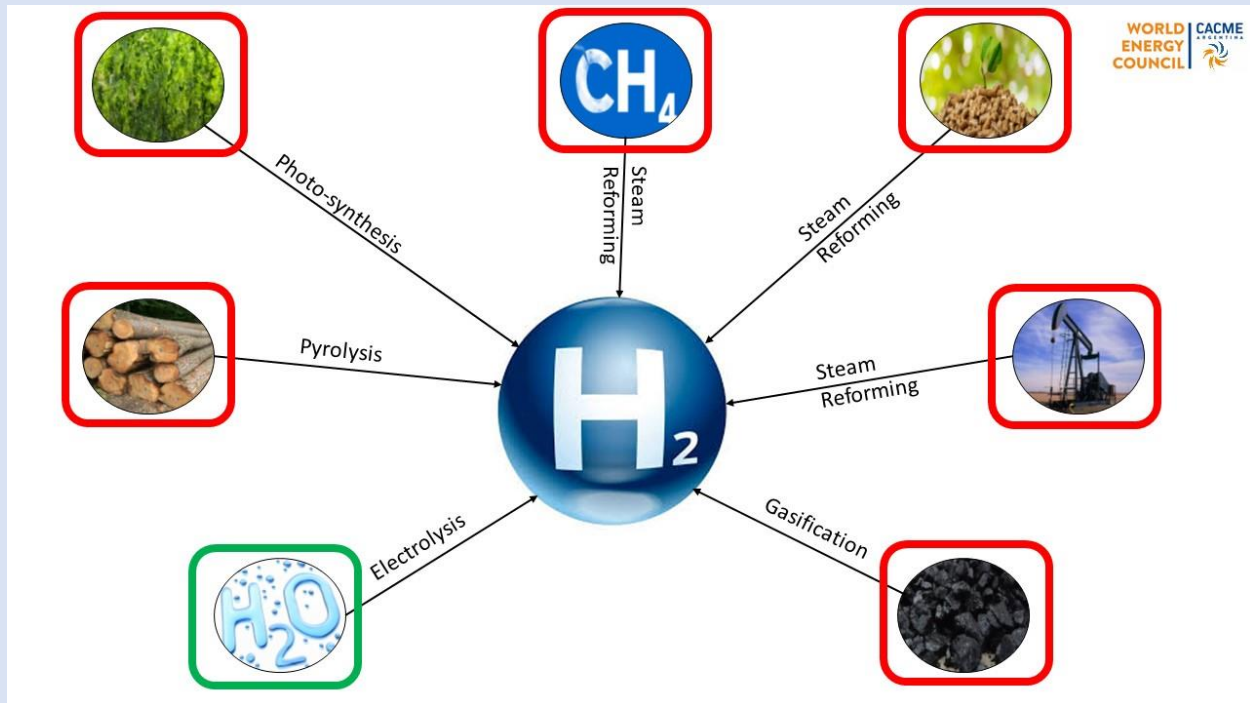 WORLD
ENERGY
COUNCIL
CACME
ARGENTINA
CH4
Photo-synthesis
Steam
Reforming
Steam
Reforming
Pyrolysis
Steam
Reforming
H2
Electrolysis
Gasification
H2O